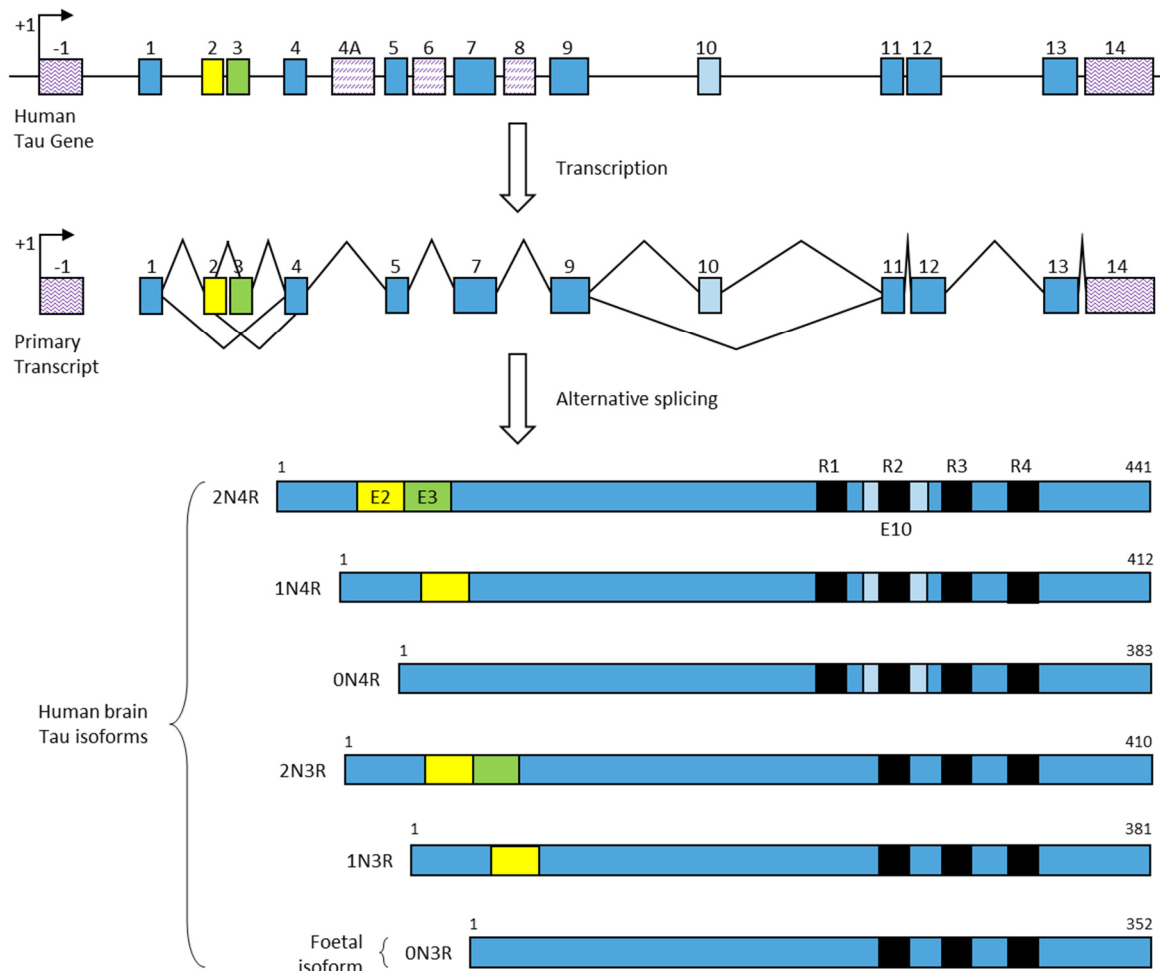 +1
-1 1 2 3 4 4A 5 6 7 8 9 10 11 12 13 14
Human
Tau Gene
Transcription
+1
-1 1 2 3 4 5 7 9 10 11 12 13 14
Primary
Transcript
Alternative splicing
1 R1 R2 R3 R4 441
2N4R E2 E3
E10
1 412
1N4R
1 383
0N4R
Human brain
Tau isoforms
1 410
2N3R
1 381
1N3R
1 352
Foetal
isoform
0N3R